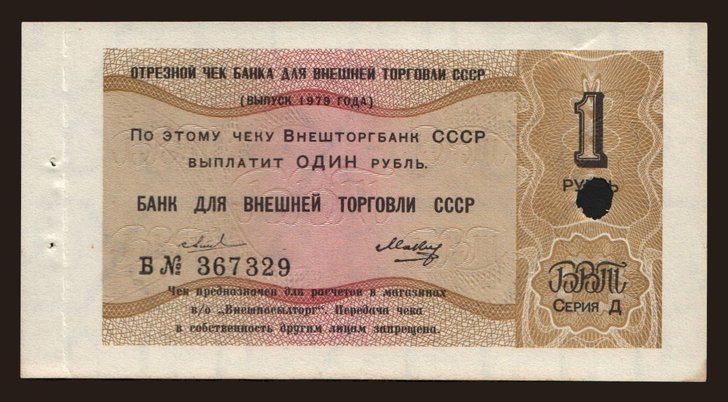 ОТРЕЗНОЙ ЧЕК БАНКА ДЛЯ ВНЕШНЕЙ ТОРГОВЛИ СССР
(ВЫПУСК 1979 ГОДА)
ПО ЭТОМУ ЧЕКУ ВНЕШТОРГБАНК СССР
ВЫПЛАТИТ ОДИН РУБЛЬ.
БАНК ДЛЯ ВНЕШНЕЙ ТОРГОВЛИ СССР
Б № 367329
Чек предназначен для расчетов в магазинах
в/о „Внешпосылторг“. Передача чека
в собственность другим лицам запрещена.
1
БВТ
СЕРИЯ Д